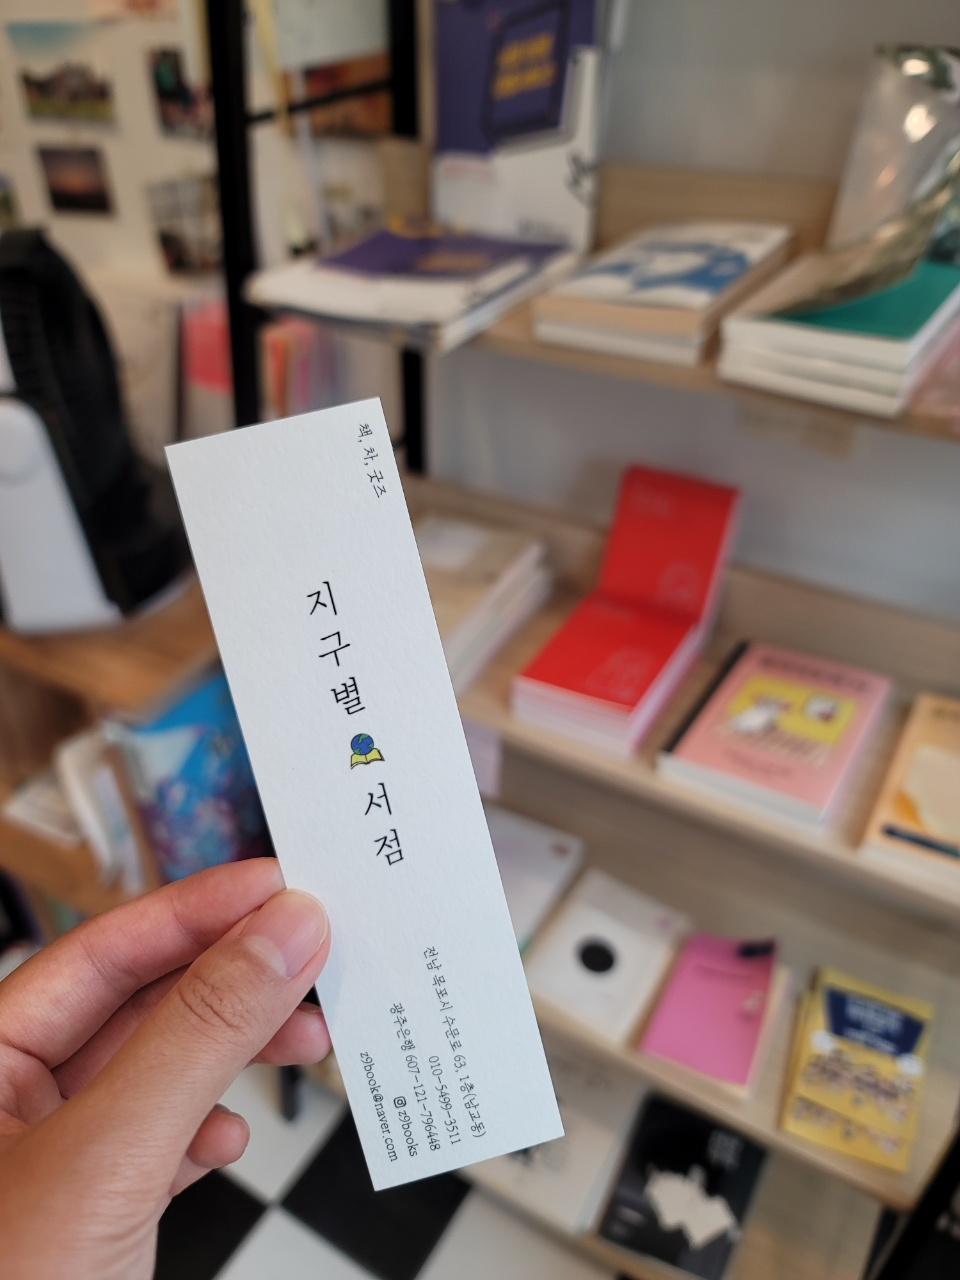 책, 차, 굿즈
지구별 서점
전남 목포시 수문로 63, 1층(남교동)
010-5499-3511
광주은행 607-121-796448
z9books
z9book@naver.com